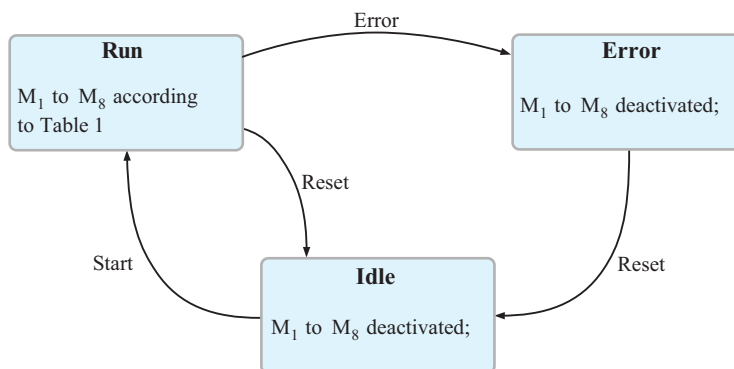 Error
Run
M1 to M8 according
to Table 1
Error
M1 to M8 deactivated;
Reset
Start
Reset
Idle
M1 to M8 deactivated;